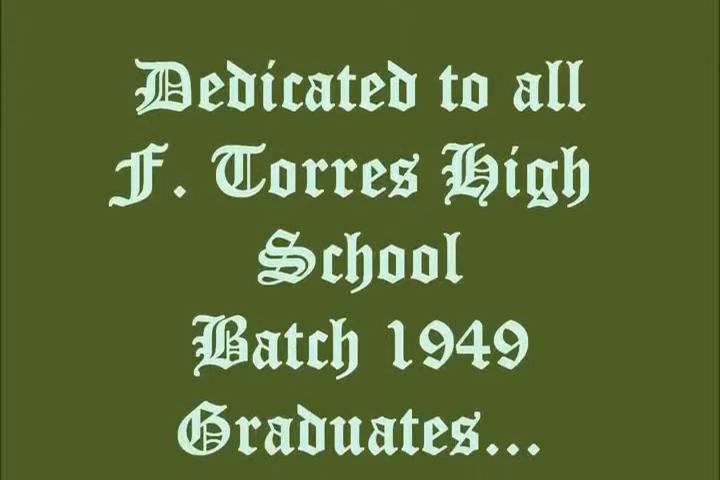 Dedicated to all
F. Torres High
School
Batch 1949
Graduates...